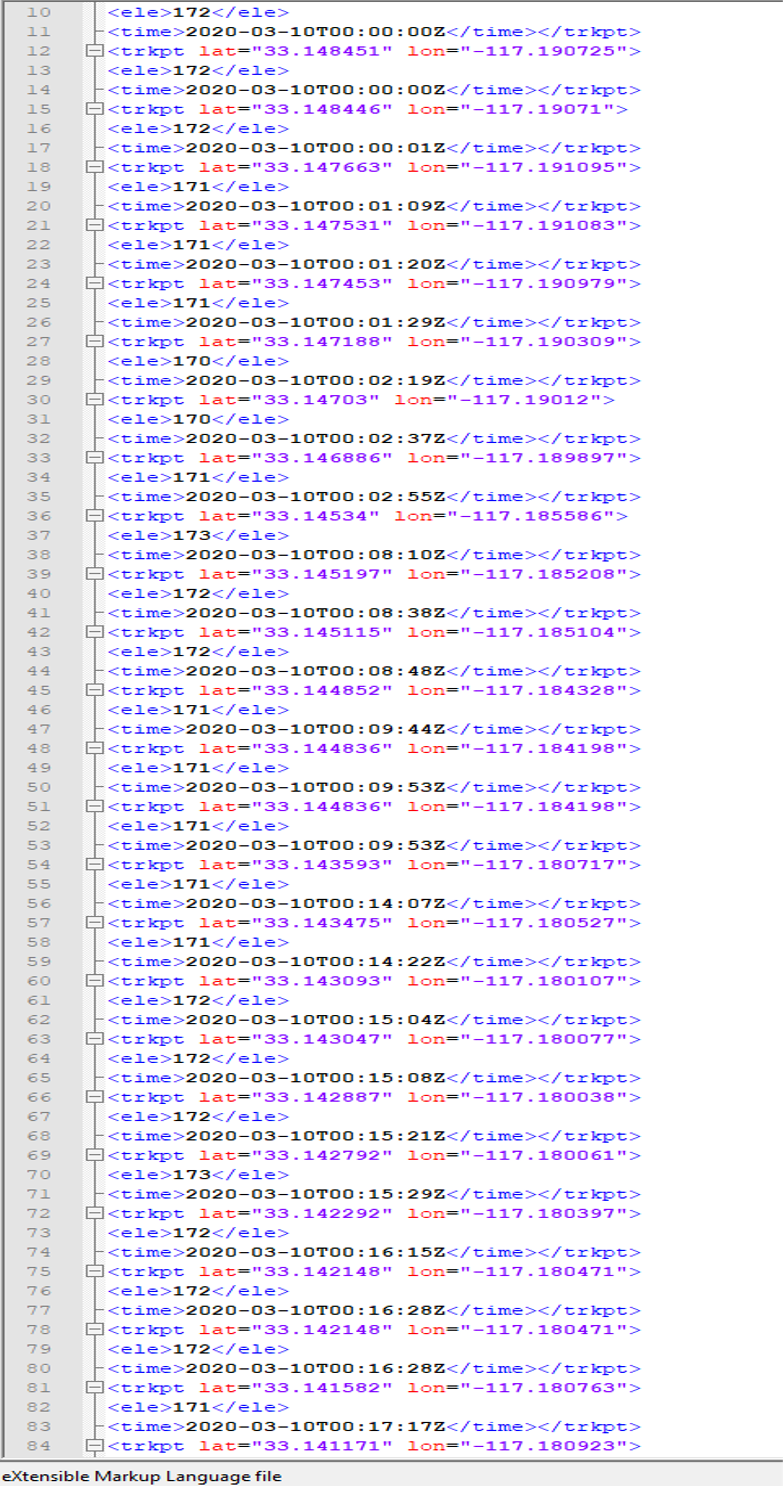 10 <ele>172</ele>
11 <time>2020-03-10T00:00:00Z</time></trkpt>
12 <trkpt lat="33.148451" lon="-117.190725">
13 <ele>172</ele>
14 <time>2020-03-10T00:00:00Z</time></trkpt>
15 <trkpt lat="33.148446" lon="-117.19071">
16 <ele>172</ele>
17 <time>2020-03-10T00:00:01Z</time></trkpt>
18 <trkpt lat="33.147663" lon="-117.191095">
19 <ele>171</ele>
20 <time>2020-03-10T00:01:09Z</time></trkpt>
21 <trkpt lat="33.147531" lon="-117.191083">
22 <ele>171</ele>
23 <time>2020-03-10T00:01:20Z</time></trkpt>
24 <trkpt lat="33.147453" lon="-117.190979">
25 <ele>171</ele>
26 <time>2020-03-10T00:01:29Z</time></trkpt>
27 <trkpt lat="33.147188" lon="-117.190309">
28 <ele>170</ele>
29 <time>2020-03-10T00:02:19Z</time></trkpt>
30 <trkpt lat="33.14703" lon="-117.19012">
31 <ele>170</ele>
32 <time>2020-03-10T00:02:37Z</time></trkpt>
33 <trkpt lat="33.146886" lon="-117.189897">
34 <ele>171</ele>
35 <time>2020-03-10T00:02:55Z</time></trkpt>
36 <trkpt lat="33.14534" lon="-117.185586">
37 <ele>173</ele>
38 <time>2020-03-10T00:08:10Z</time></trkpt>
39 <trkpt lat="33.145197" lon="-117.185208">
40 <ele>172</ele>
41 <time>2020-03-10T00:08:38Z</time></trkpt>
42 <trkpt lat="33.145115" lon="-117.185104">
43 <ele>172</ele>
44 <time>2020-03-10T00:08:48Z</time></trkpt>
45 <trkpt lat="33.144852" lon="-117.184328">
46 <ele>171</ele>
47 <time>2020-03-10T00:09:44Z</time></trkpt>
48 <trkpt lat="33.144836" lon="-117.184198">
49 <ele>171</ele>
50 <time>2020-03-10T00:09:53Z</time></trkpt>
51 <trkpt lat="33.144836" lon="-117.184198">
52 <ele>171</ele>
53 <time>2020-03-10T00:09:53Z</time></trkpt>
54 <trkpt lat="33.143593" lon="-117.180717">
55 <ele>171</ele>
56 <time>2020-03-10T00:14:07Z</time></trkpt>
57 <trkpt lat="33.143475" lon="-117.180527">
58 <ele>171</ele>
59 <time>2020-03-10T00:14:22Z</time></trkpt>
60 <trkpt lat="33.143093" lon="-117.180107">
61 <ele>172</ele>
62 <time>2020-03-10T00:15:04Z</time></trkpt>
63 <trkpt lat="33.143047" lon="-117.180077">
64 <ele>172</ele>
65 <time>2020-03-10T00:15:08Z</time></trkpt>
66 <trkpt lat="33.142887" lon="-117.180038">
67 <ele>172</ele>
68 <time>2020-03-10T00:15:21Z</time></trkpt>
69 <trkpt lat="33.142792" lon="-117.180061">
70 <ele>173</ele>
71 <time>2020-03-10T00:15:29Z</time></trkpt>
72 <trkpt lat="33.142292" lon="-117.180397">
73 <ele>172</ele>
74 <time>2020-03-10T00:16:15Z</time></trkpt>
75 <trkpt lat="33.142148" lon="-117.180471">
76 <ele>172</ele>
77 <time>2020-03-10T00:16:28Z</time></trkpt>
78 <trkpt lat="33.142148" lon="-117.180471">
79 <ele>172</ele>
80 <time>2020-03-10T00:16:28Z</time></trkpt>
81 <trkpt lat="33.141582" lon="-117.180763">
82 <ele>171</ele>
83 <time>2020-03-10T00:17:17Z</time></trkpt>
84 <trkpt lat="33.141171" lon="-117.180923">
eXtensible Markup Language file